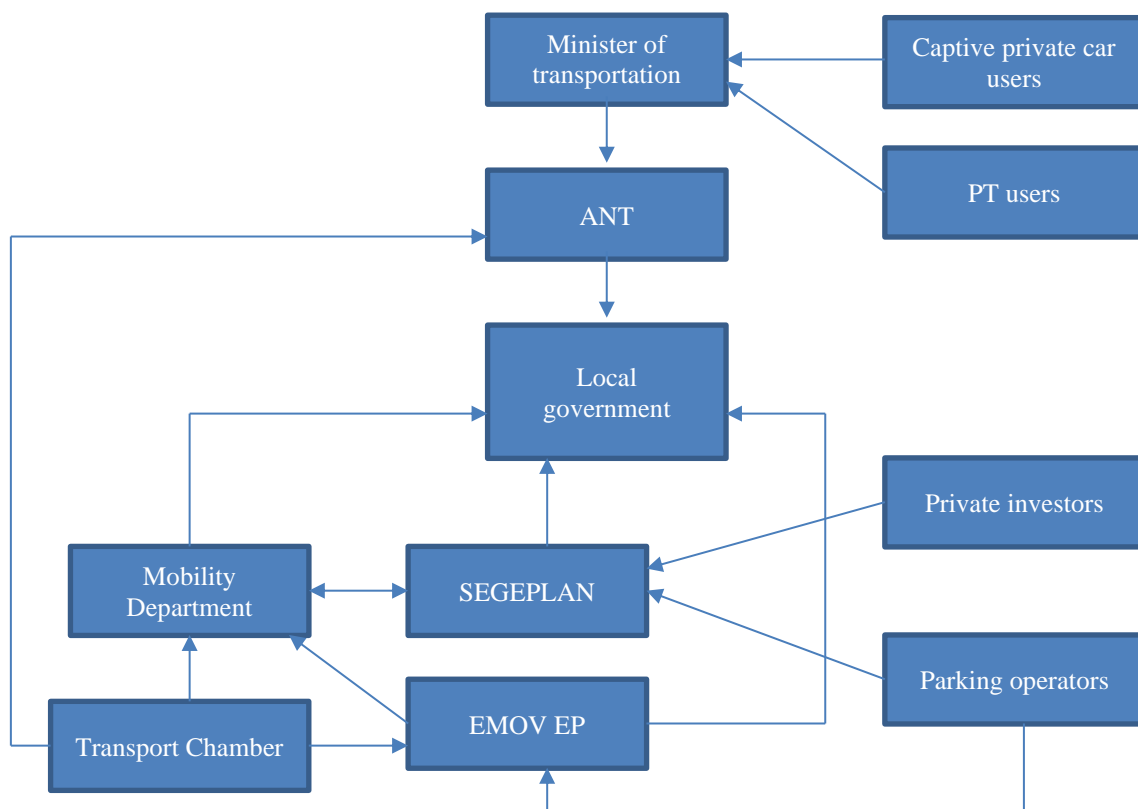 Minister of
transportation
Captive private car
users
ANT
PT users
Local
government
Private investors
Mobility
Department
SEGEPLAN
Parking operators
EMOV EP
Transport Chamber